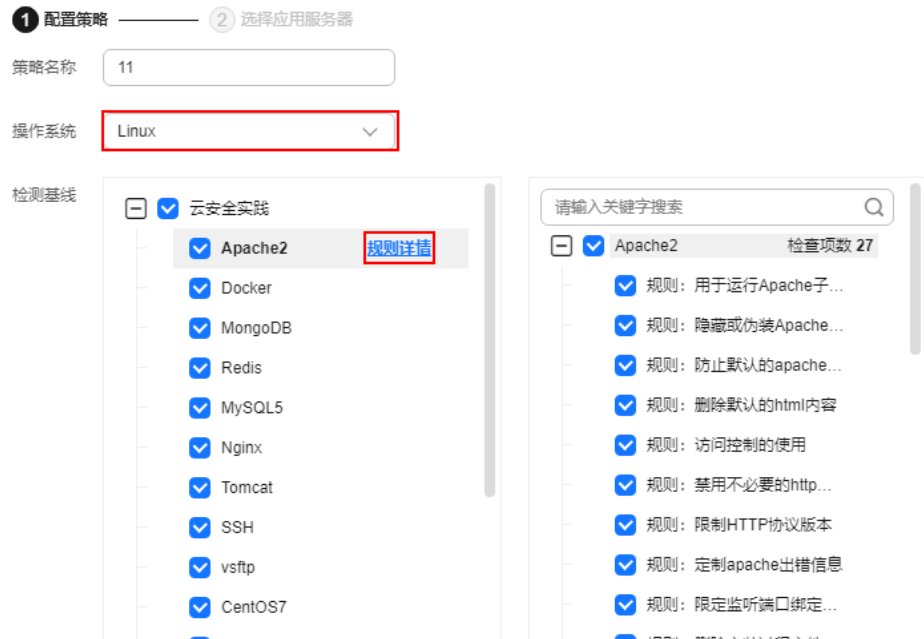 1 配置策略 2 选择应用服务器
策略名称 11
操作系统 Linux
检测基线
云安全实践
Apache2 规则详情
Docker
MongoDB
Redis
MySQL5
Nginx
Tomcat
SSH
vsftp
CentOS7
请输入关键字搜索
Apache2 检查项数 27
规则：用于运行Apache子...
规则：隐藏或伪装Apache...
规则：防止默认的apache...
规则：删除默认的html内容
规则：访问控制的使用
规则：禁用不必要的http...
规则：限制HTTP协议版本
规则：定制apache出错信息
规则：限定监听端口绑定...